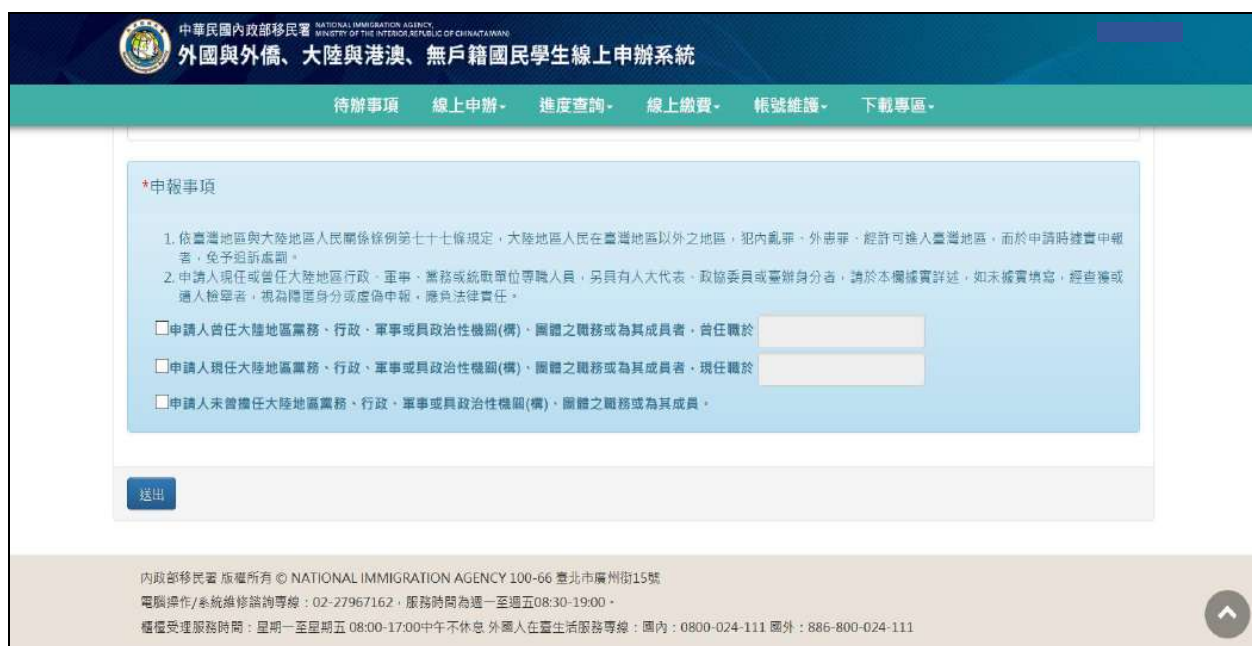 中華民國內政部移民署 NATIONAL IMMIGRATION AGENCY,
MINISTRY OF THE INTERIOR,REPUBLIC OF CHINA(TAIWAN)
外國與外僑、大陸與港澳、無戶籍國民學生線上申辦系統
待辦事項 線上申辦 進度查詢 線上繳費 帳號維護 下載專區
*申報事項
1. 依臺灣地區與大陸地區人民關係條例第七十七條規定，大陸地區人民在臺灣地區以外之地區，犯內亂罪、外患罪、經許可進入臺灣地區，而於申請時據實申報
者，免予追訴處罰。
2. 申請人現任或曾任大陸地區行政、軍事、黨務或統戰單位專職人員，另具有人大代表、政協委員或臺辦身分者，請於本欄據實詳述，如未據實填寫，經查獲或
遭人檢舉者，視為隱匿身分或虛偽申報，應負法律責任。
申請人曾任大陸地區黨務、行政、軍事或具政治性機關(構)、團體之職務或為其成員者，曾任職於
申請人現任大陸地區黨務、行政、軍事或具政治性機關(構)、團體之職務或為其成員者，現任職於
申請人未曾擔任大陸地區黨務、行政、軍事或具政治性機關(構)、團體之職務或為其成員。
送出
內政部移民署 版權所有 © NATIONAL IMMIGRATION AGENCY 100-66 臺北市廣州街15號
電腦操作/系統維修諮詢專線：02-27967162，服務時間為週一至週五08:30-19:00。
櫃檯受理服務時間：星期一至星期五 08:00-17:00中午不休息 外國人在臺生活服務專線：國內：0800-024-111 國外：886-800-024-111